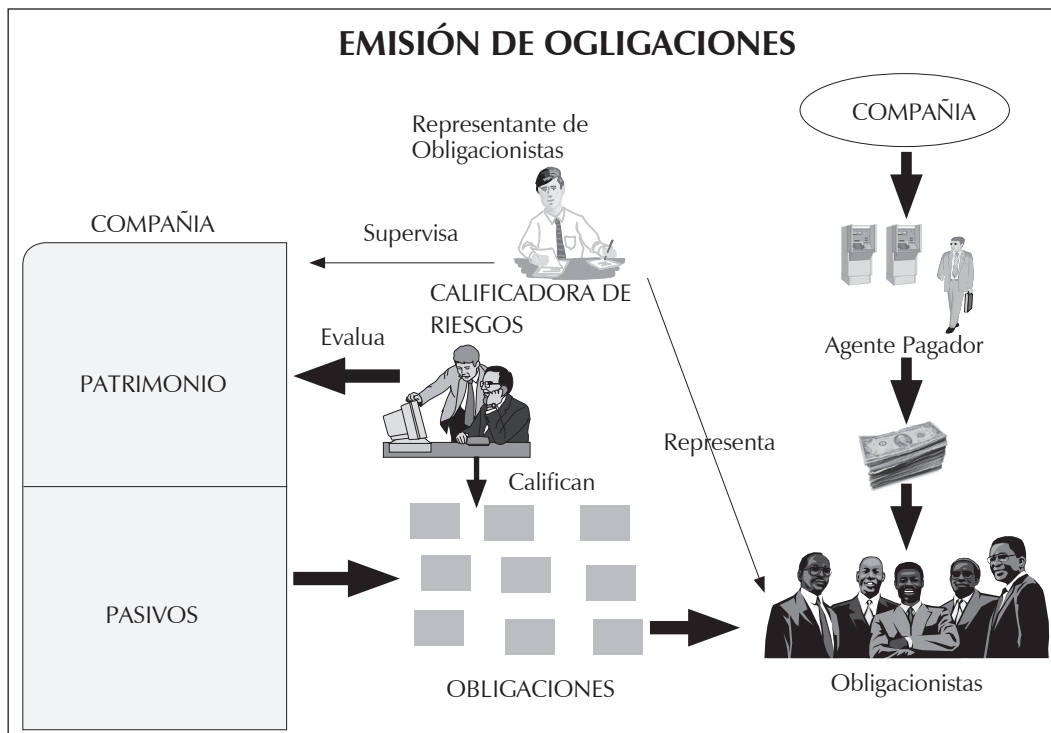 EMISIÓN DE OGLIGACIONES
COMPAÑIA
Representante de
Obligacionistas
COMPAÑIA
Supervisa
CALIFICADORA DE
RIESGOS
Evalua
Agente Pagador
PATRIMONIO
Representa
Califican
PASIVOS
OBLIGACIONES
Obligacionistas